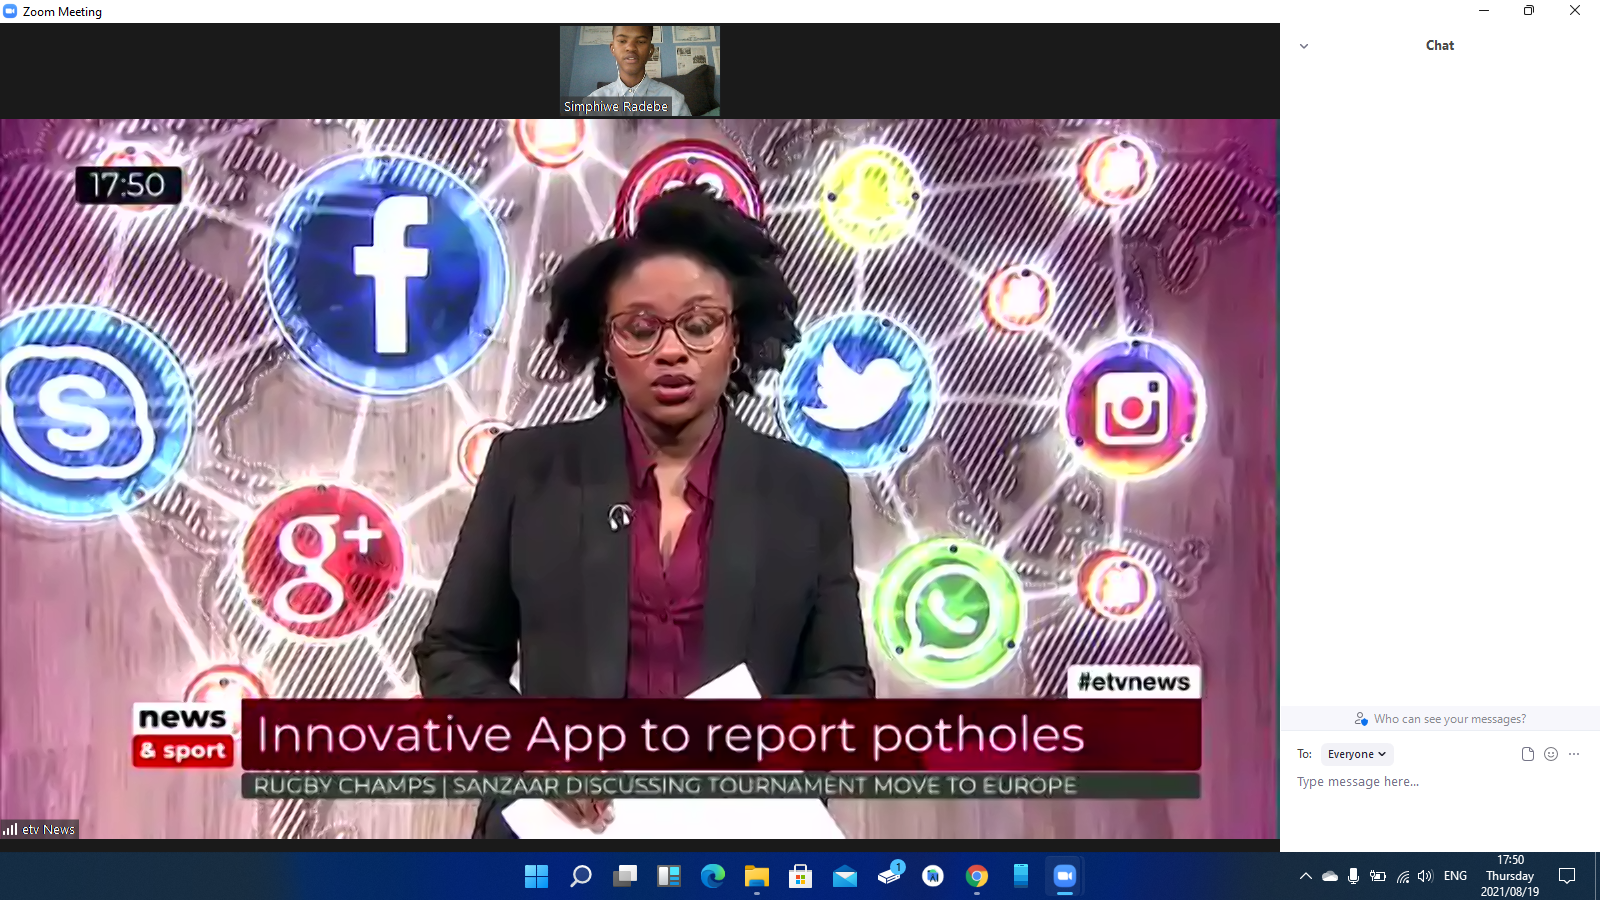 Zoom Meeting
Chat
Simphiwe Radebe
17:50
f
S
g+
#etvnews
news
& sport
Innovative App to report potholes
RUGBY CHAMPS | SANZAAR DISCUSSING TOURNAMENT MOVE TO EUROPE
etv News
Who can see your messages?
To: Everyone
Type message here...
1
ENG
17:50
Thursday
2021/08/19